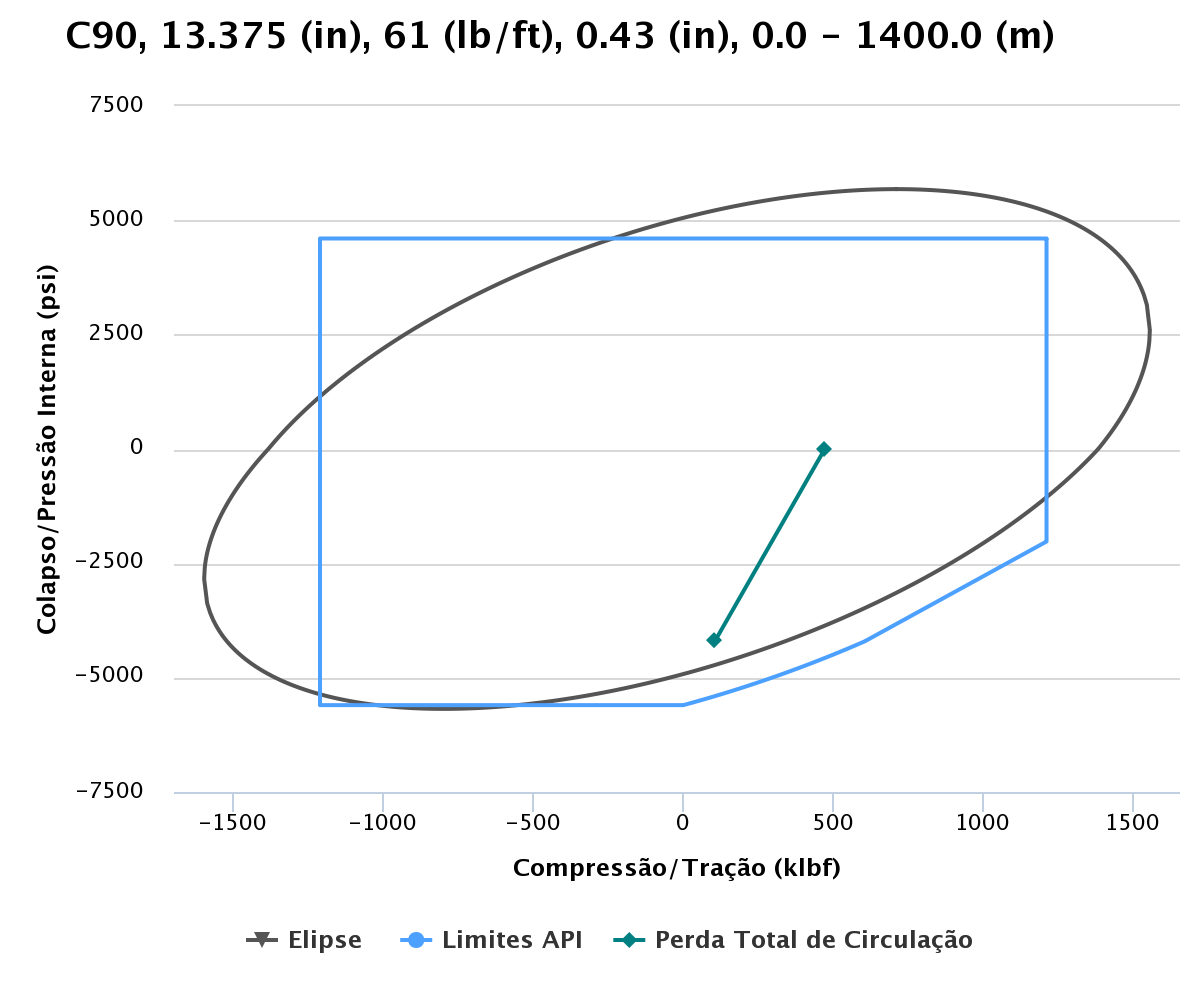 C90, 13.375 (in), 61 (lb/ft), 0.43 (in), 0.0 – 1400.0 (m)
7500
5000
2500
0
−2500
−5000
−7500
Colapso/Pressão Interna (psi)
−1500
−1000
−500
0
500
1000
1500
Compressão/Tração (klbf)
Elipse
Limites API
Perda Total de Circulação